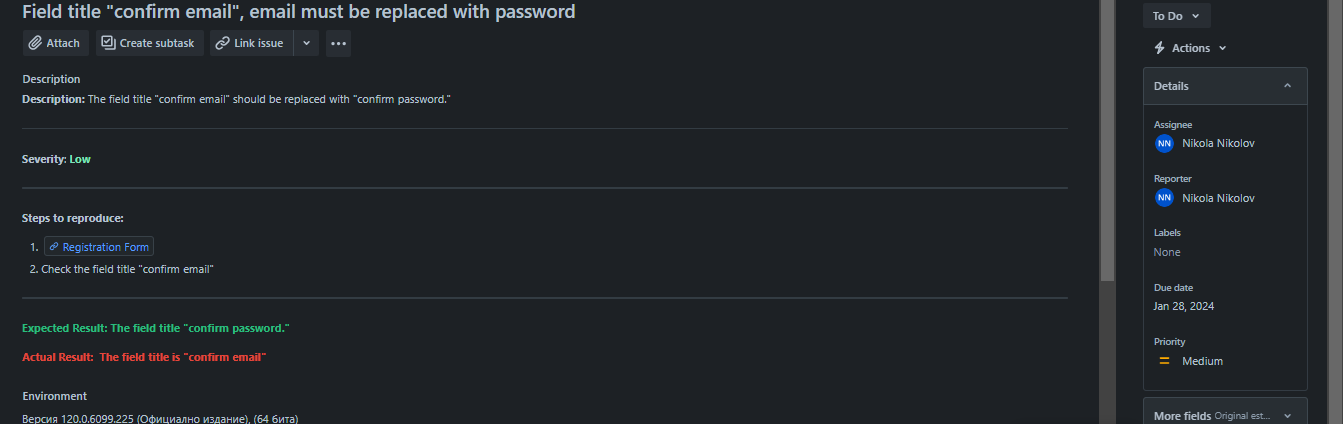 Field title "confirm email", email must be replaced with password
Attach
Create subtask
Link issue
Description
Description: The field title "confirm email" should be replaced with "confirm password."
Severity: Low
Steps to reproduce:
1. Registration Form
2. Check the field title "confirm email"
Expected Result: The field title "confirm password."
Actual Result: The field title is "confirm email"
Environment
Версия 120.0.6099.225 (Официално издание), (64 бита)
To Do
Actions
Details
Assignee
NN Nikola Nikolov
Reporter
NN Nikola Nikolov
Labels
None
Due date
Jan 28, 2024
Priority
Medium
More fields Original est...